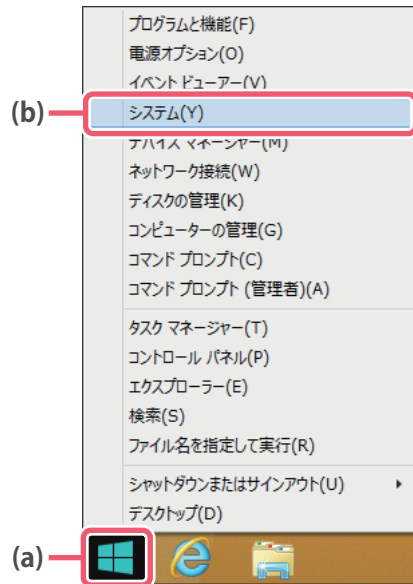 プログラムと機能(F)
電源オプション(O)
イベント ビューアー(V)
(b)
システム(Y)
デバイス マネージャー(M)
ネットワーク接続(W)
ディスクの管理(K)
コンピューターの管理(G)
コマンド プロンプト(C)
コマンド プロンプト (管理者)(A)
タスク マネージャー(T)
コントロール パネル(P)
エクスプローラー(E)
検索(S)
ファイル名を指定して実行(R)
シャットダウンまたはサインアウト(U)
デスクトップ(D)
(a)